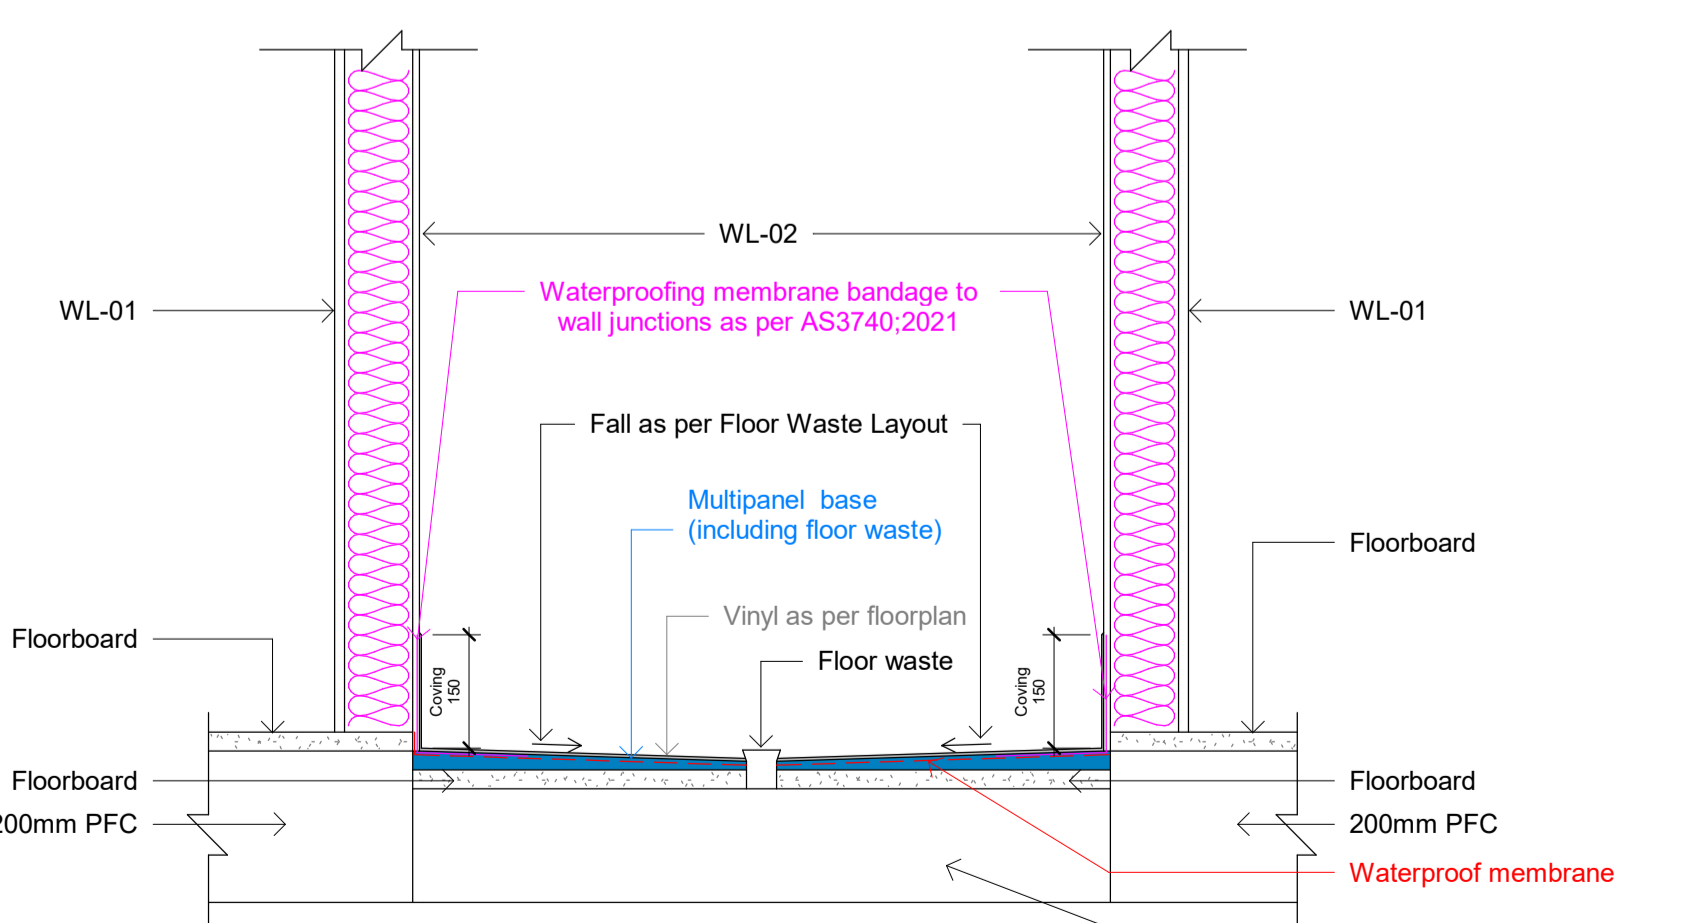 WL-02
Waterproofing membrane bandage to
wall junctions as per AS3740;2021
WL-01
WL-01
Fall as per Floor Waste Layout
Multipanel base
(including floor waste)
Floorboard
Vinyl as per floorplan
Floorboard
Floor waste
Coving
150
Coving
150
Floorboard
Floorboard
200mm PFC
200mm PFC
Waterproof membrane